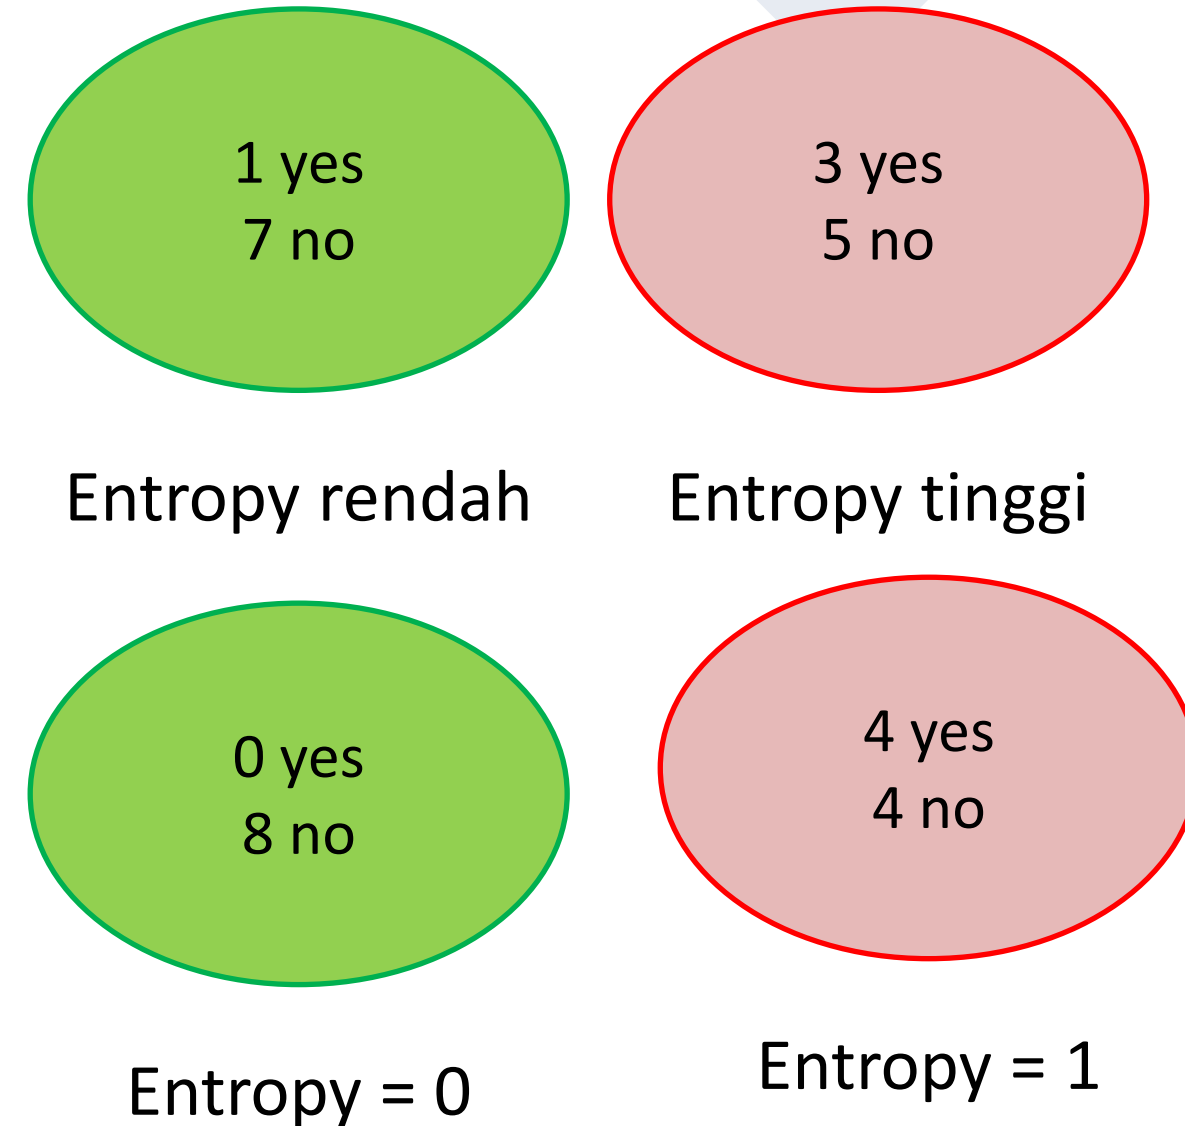 1 yes
7 no
3 yes
5 no
Entropy rendah
Entropy tinggi
0 yes
8 no
4 yes
4 no
Entropy = 0
Entropy = 1